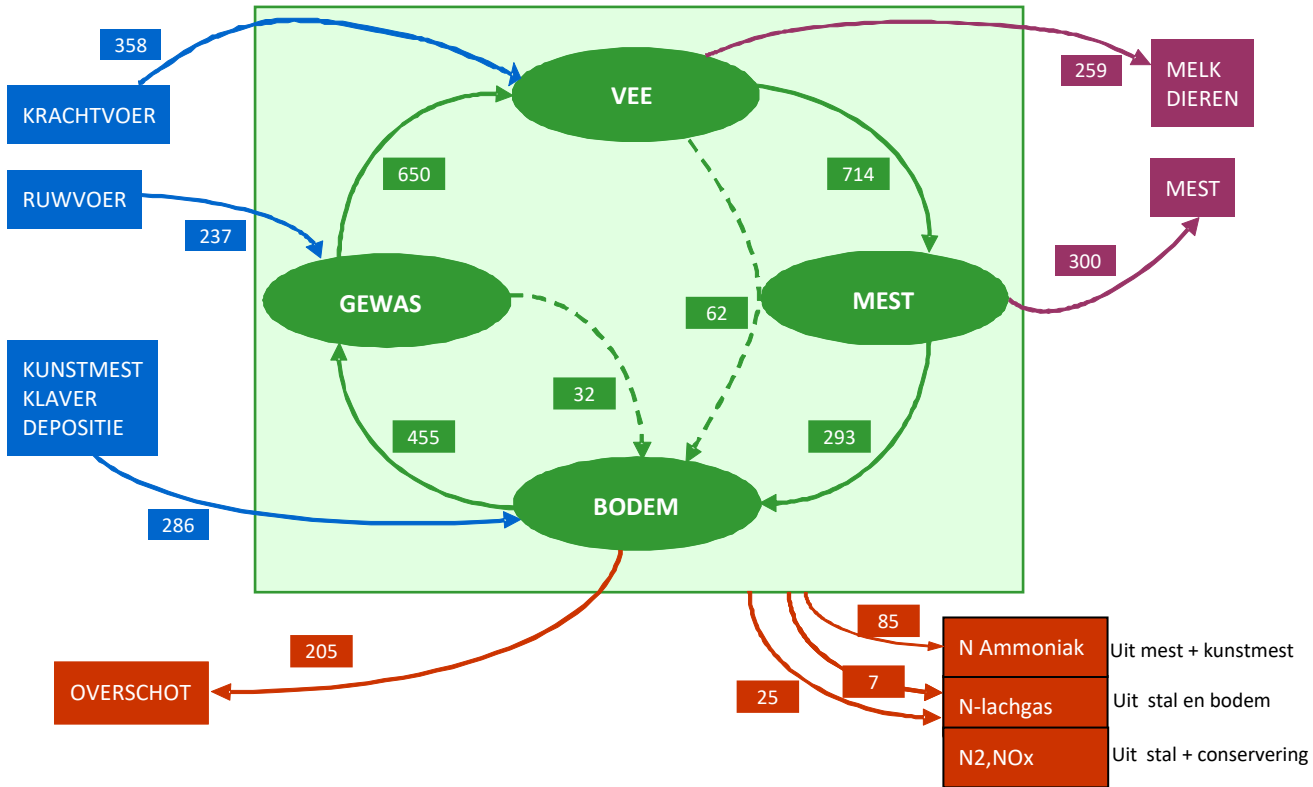 358
VEE
259
MELK
DIEREN
KRACHTVOER
650
714
RUWVOER
MEST
237
300
GEWAS
62
MEST
KUNSTMEST
KLAVER
DEPOSITIE
32
455
293
BODEM
286
205
85
N Ammoniak
Uit mest + kunstmest
OVERSCHOT
7
25
N-lachgas
Uit stal en bodem
N2,NOx
Uit stal + conservering